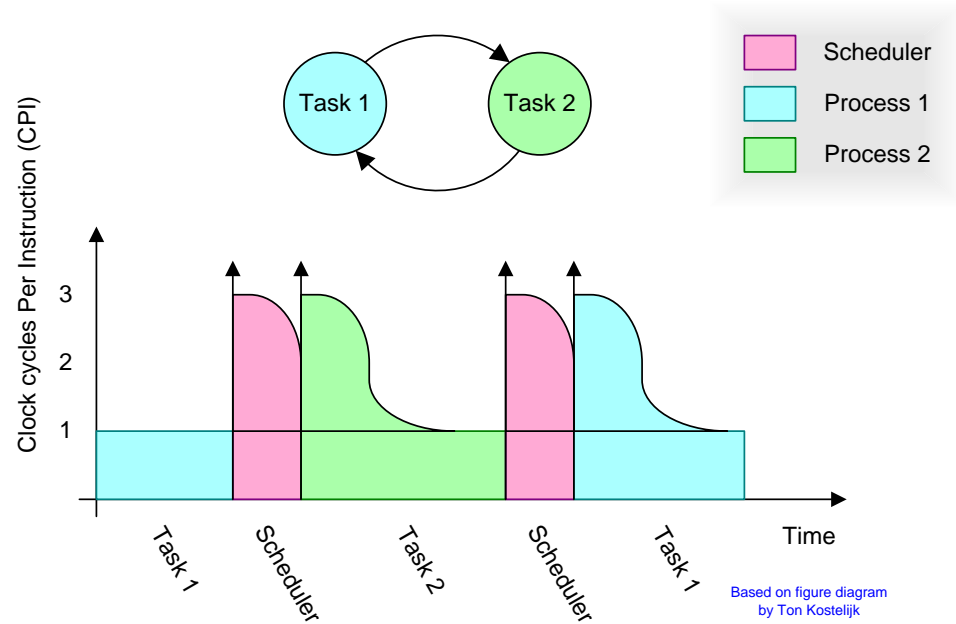 Task 1
Task 2
Scheduler
Process 1
Process 2
Clock cycles Per Instruction (CPI)
3
2
1
Task 1
Scheduler
Task 2
Scheduler
Task 1
Time
Based on figure diagram
by Ton Kostelijk